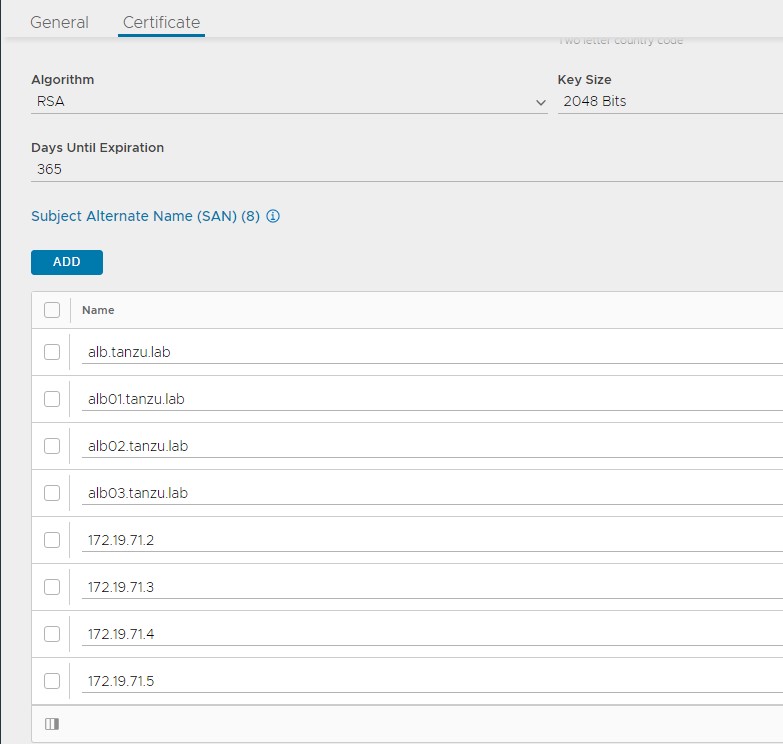 General Certificate
Two letter country code
Algorithm Key Size
RSA 2048 Bits
Days Until Expiration
365
Subject Alternate Name (SAN) (8)
ADD
Name
alb.tanzu.lab
alb01.tanzu.lab
alb02.tanzu.lab
alb03.tanzu.lab
172.19.71.2
172.19.71.3
172.19.71.4
172.19.71.5